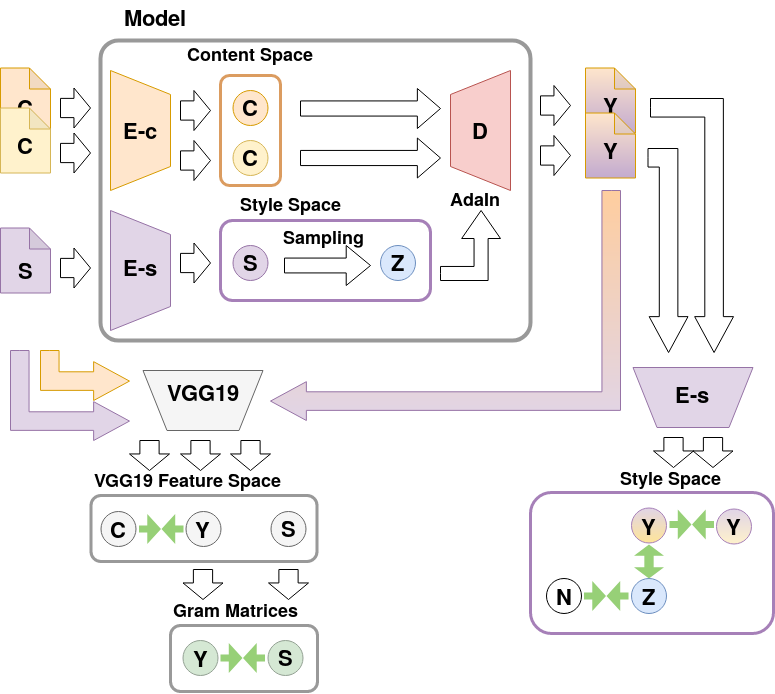 Model
Content Space
C
C
E-c
C
C
D
Y
Y
Style Space
AdaIn
Sampling
S
E-s
S
Z
VGG19
E-s
VGG19 Feature Space
Style Space
C
Y
S
Y
Y
N
Z
Gram Matrices
Y
S